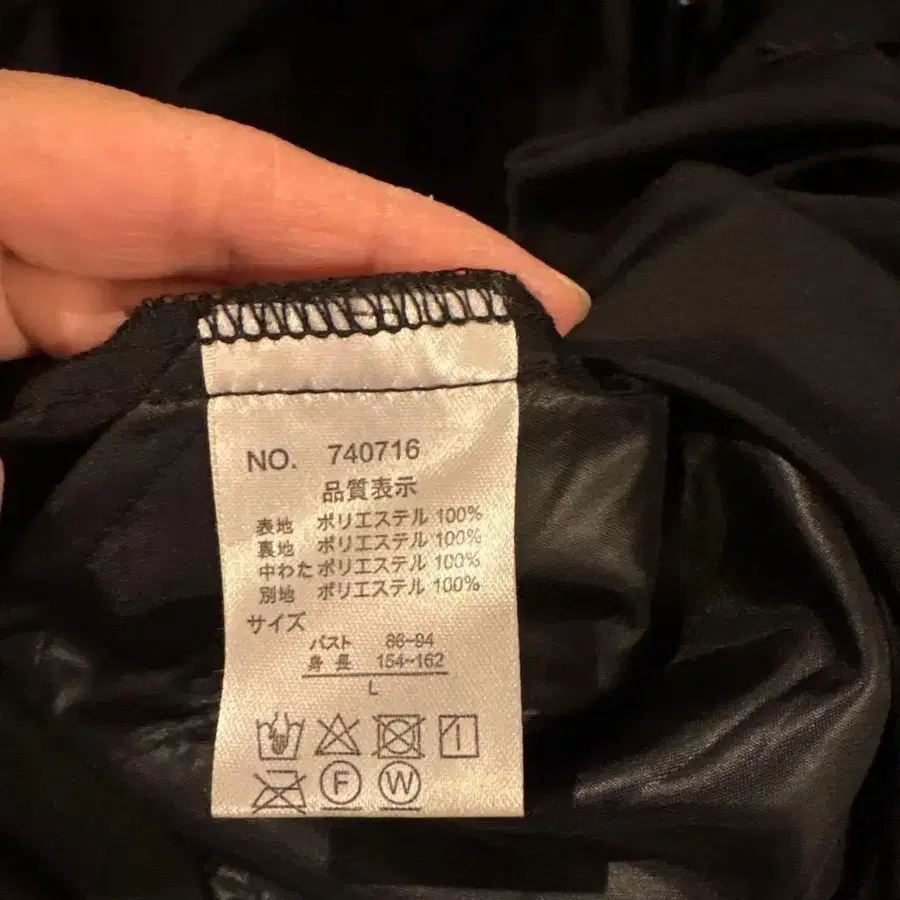 NO. 740716
品質表示
表地 ポリエステル 100%
裏地 ポリエステル 100%
中わた ポリエステル 100%
別地 ポリエステル 100%
サイズ
バスト 86~94
身長 154~162
L
F W